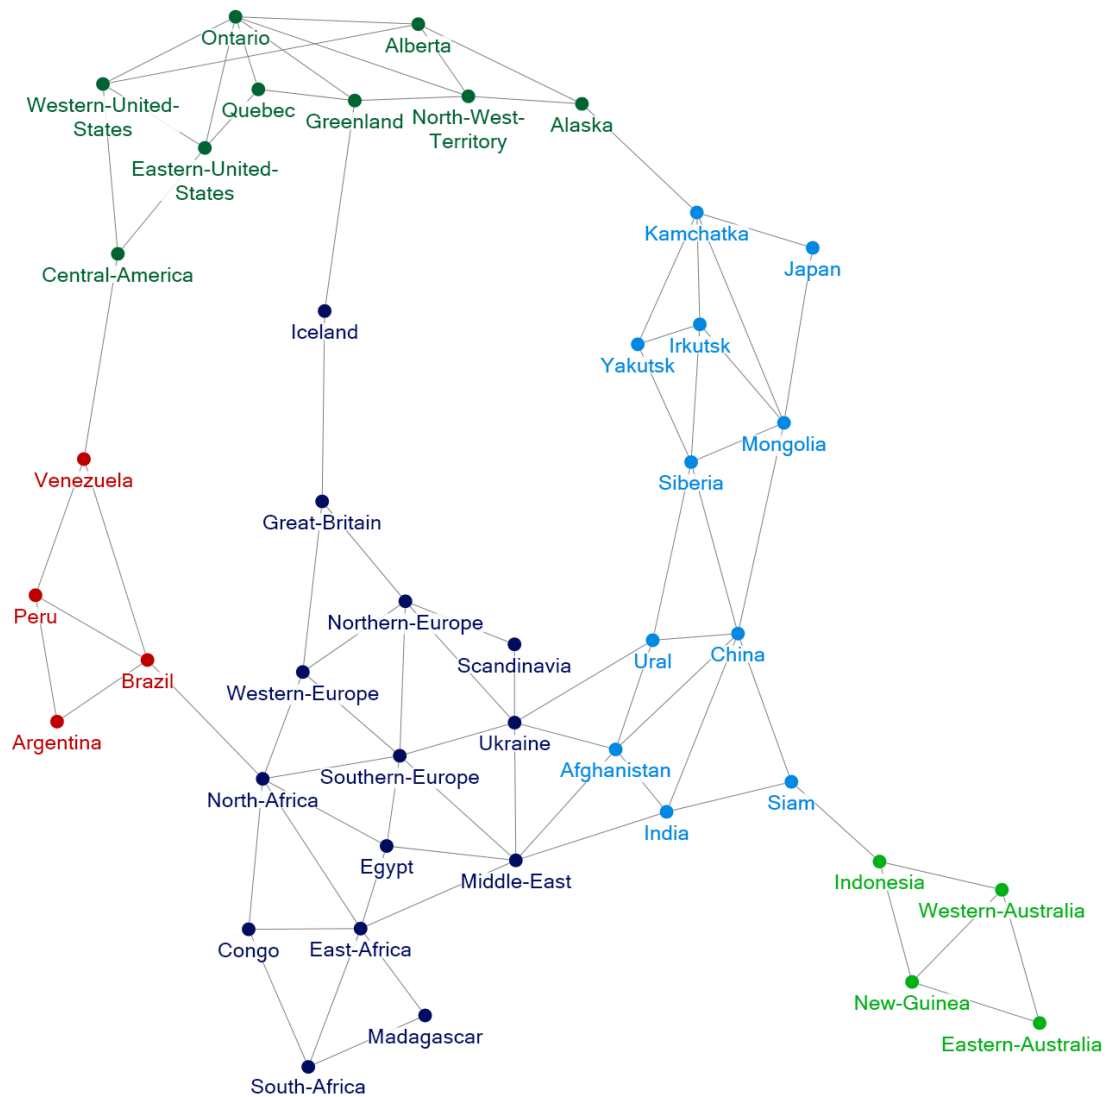 Ontario
Alberta
Western-United-
States
Quebec
Greenland
North-West-
Territory
Alaska
Eastern-United-
States
Kamchatka
Central-America
Japan
Iceland
Irkutsk
Yakutsk
Mongolia
Venezuela
Siberia
Great-Britain
Peru
Northern-Europe
Scandinavia
Ural
China
Brazil
Western-Europe
Argentina
Ukraine
Southern-Europe
Afghanistan
North-Africa
Siam
India
Egypt
Middle-East
Indonesia
Western-Australia
Congo
East-Africa
New-Guinea
Madagascar
Eastern-Australia
South-Africa